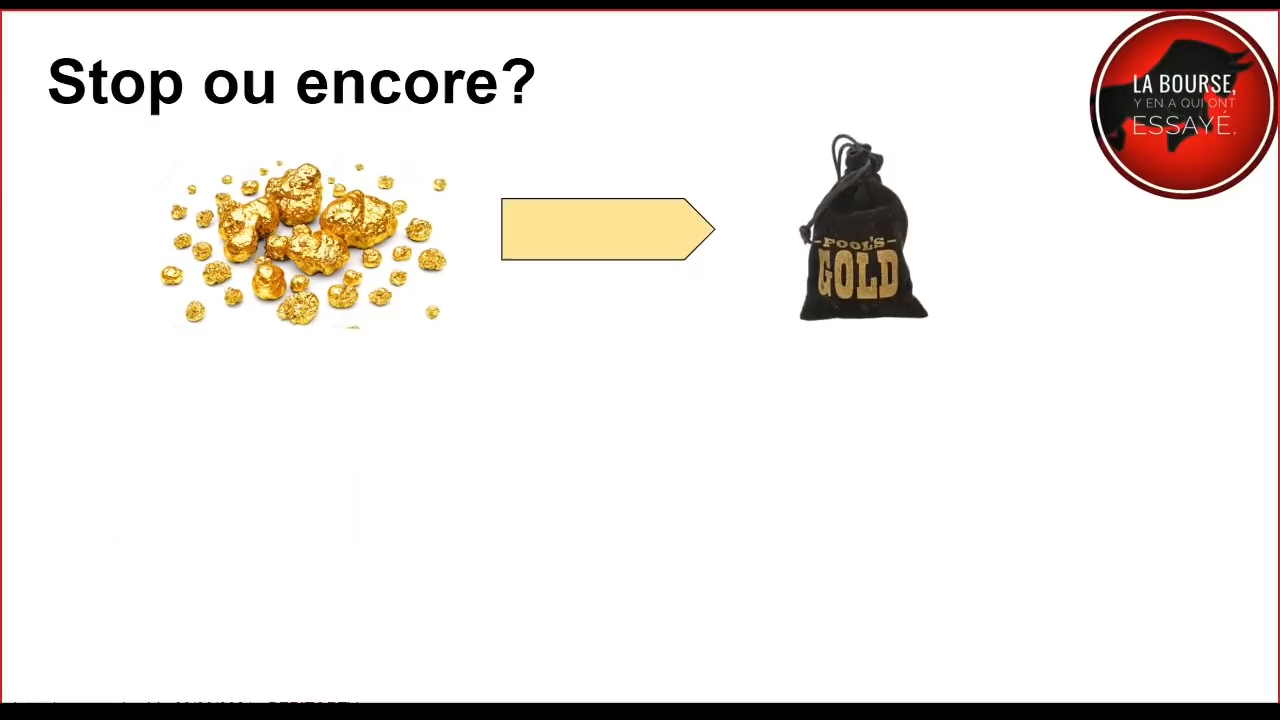 Stop ou encore?
LA BOURSE,
Y EN A QUI ONT
ESSAYÉ.
-FOOL'S-
GOLD